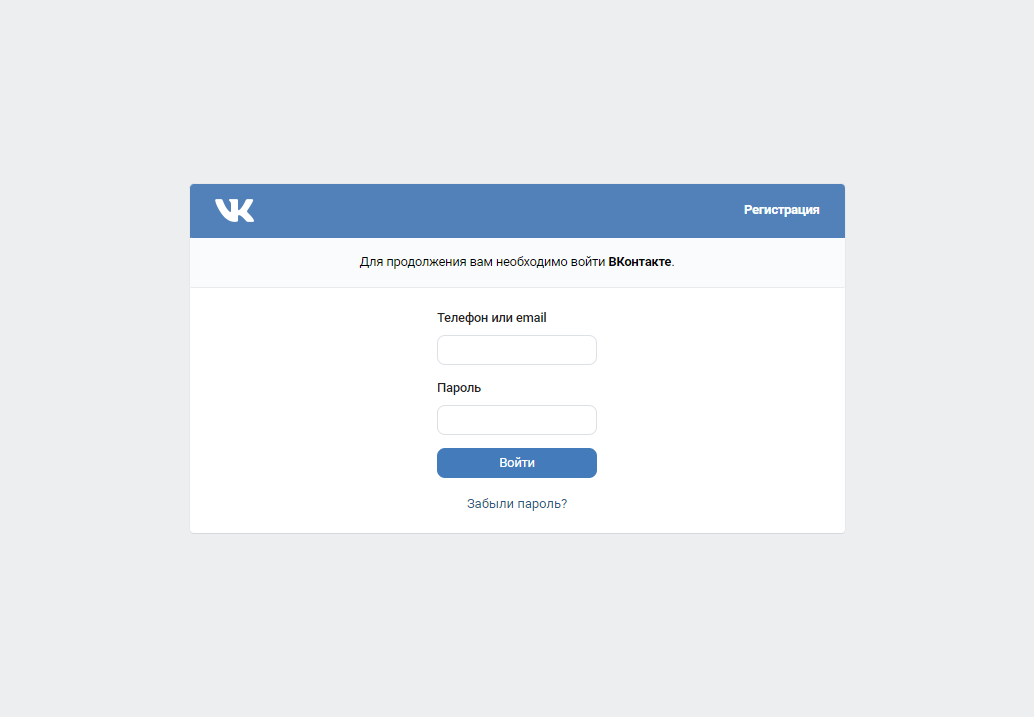 VK
Регистрация
Для продолжения вам необходимо войти ВКонтакте.
Телефон или email
Пароль
Войти
Забыли пароль?